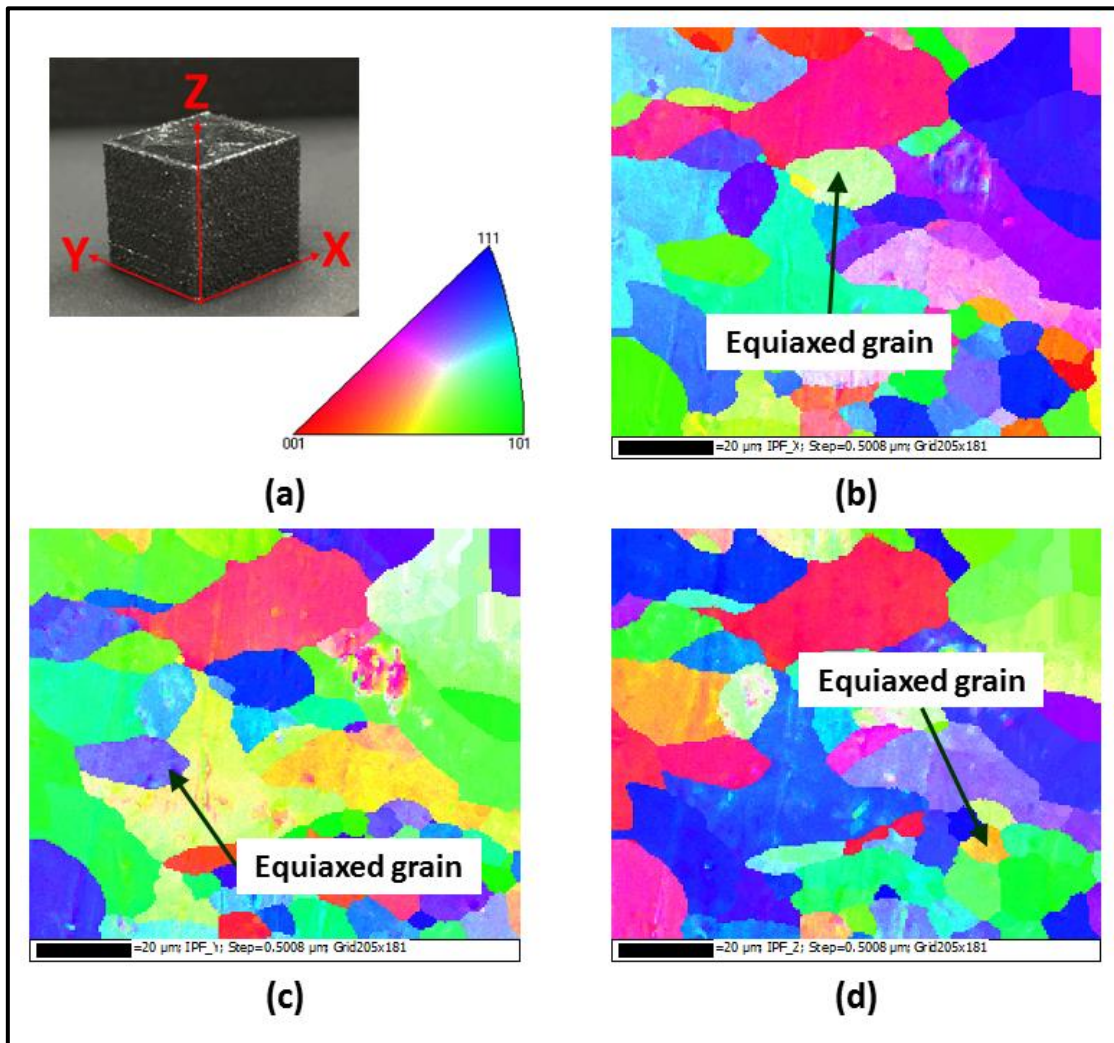 Z
Y
X
111
001
101
(a)
Equiaxed grain
=20 µm; IPF_X; Step=0.5008 µm; Grid205x181
(b)
Equiaxed grain
=20 µm; IPF_Y; Step=0.5008 µm; Grid205x181
(c)
Equiaxed grain
=20 µm; IPF_Z; Step=0.5008 µm; Grid205x181
(d)